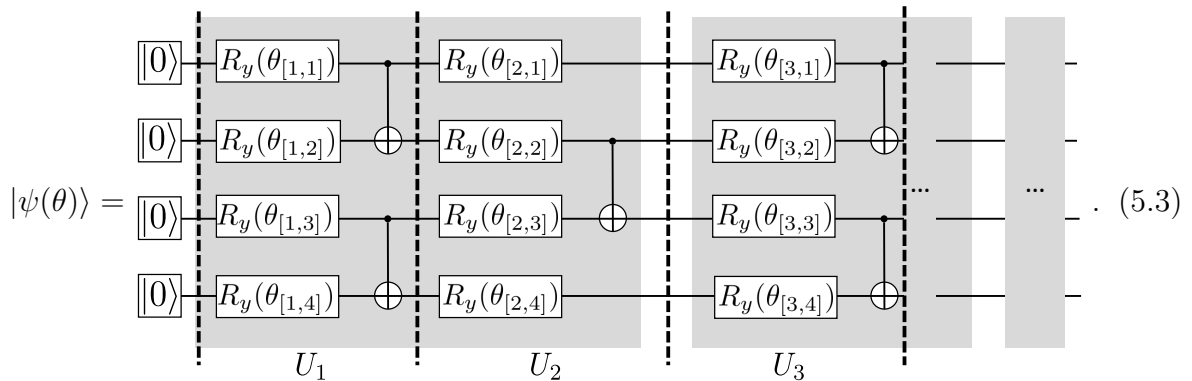 |0⟩ R_y(θ_{[1,1]}) R_y(θ_{[2,1]}) R_y(θ_{[3,1]})
|0⟩ R_y(θ_{[1,2]}) R_y(θ_{[2,2]}) R_y(θ_{[3,2]})
|ψ(θ)⟩ = ... ... . (5.3)
|0⟩ R_y(θ_{[1,3]}) R_y(θ_{[2,3]}) R_y(θ_{[3,3]})
|0⟩ R_y(θ_{[1,4]}) R_y(θ_{[2,4]}) R_y(θ_{[3,4]})
U_1 U_2 U_3